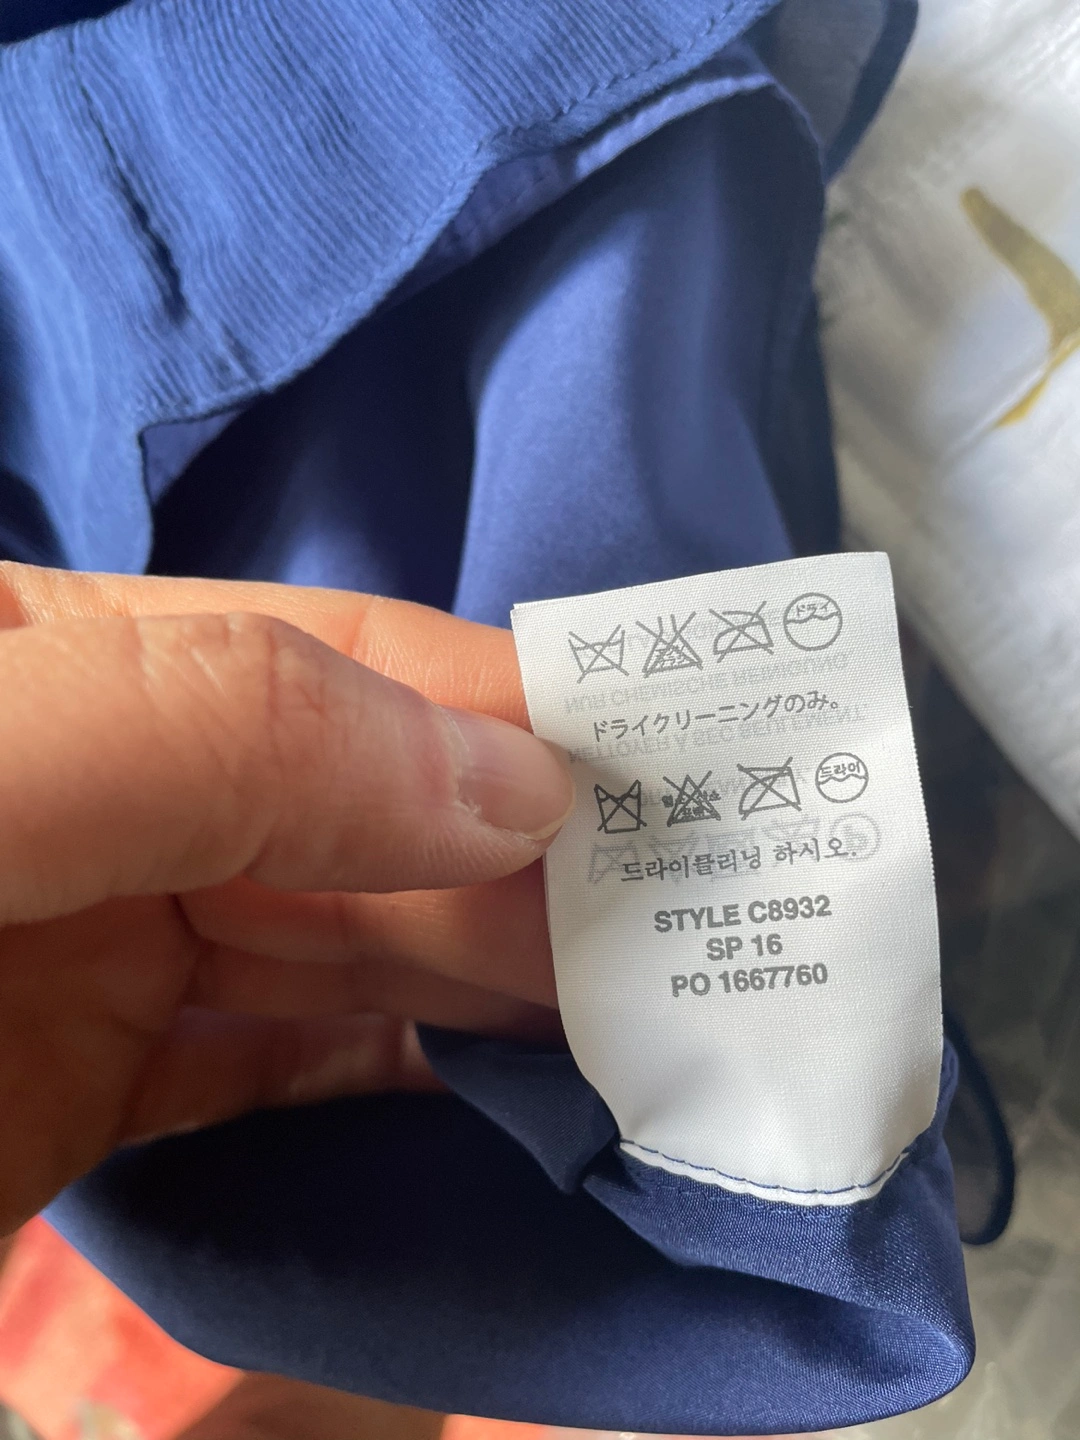 ドライ
ドライクリーニングのみ。
드라이
드라이클리닝 하시오.
STYLE C8932
SP 16
PO 1667760